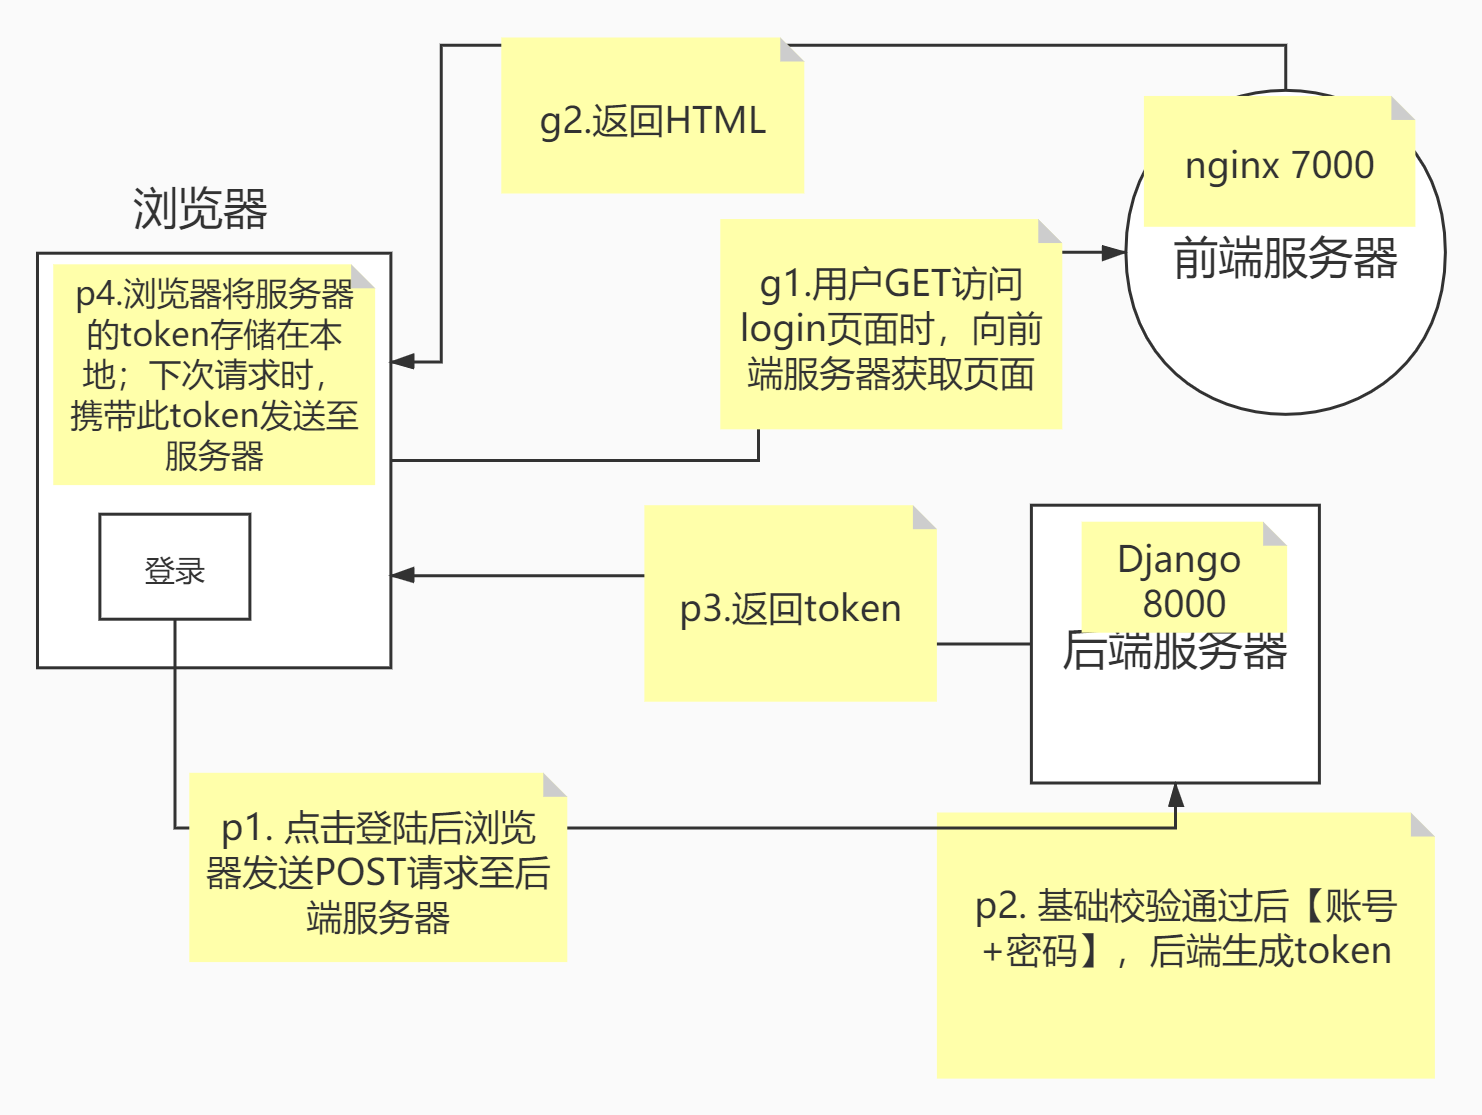 g2.返回HTML
nginx 7000
前端服务器
浏览器
p4.浏览器将服务器
的token存储在本
地；下次请求时，
携带此token发送至
服务器
g1.用户GET访问
login页面时，向前
端服务器获取页面
登录
p3.返回token
Django
8000
后端服务器
p1. 点击登陆后浏览
器发送POST请求至后
端服务器
p2. 基础校验通过后【账号
+密码】，后端生成token